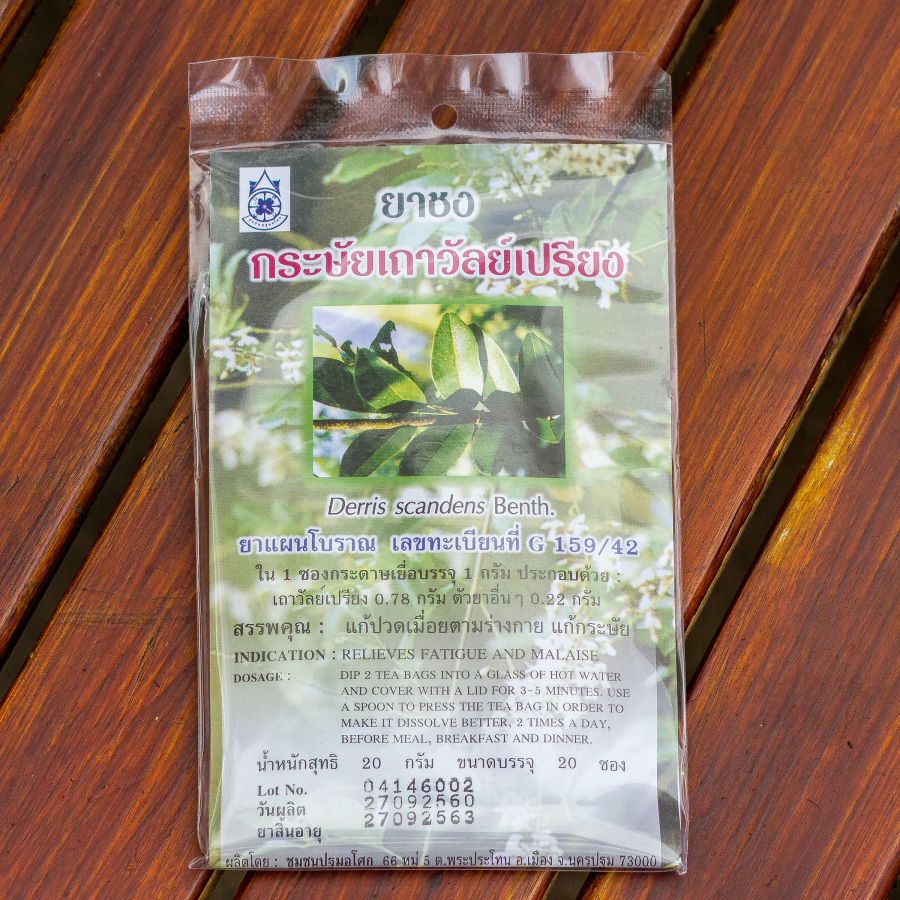 ยาชง
กระษัยเถาวัลย์เปรียง
Derris scandens Benth.
ยาแผนโบราณ เลขทะเบียนที่ G 159/42
ใน 1 ซองกระดาษเยื่อบรรจุ 1 กรัม ประกอบด้วย :
เถาวัลย์เปรียง 0.78 กรัม ตัวยาอื่นๆ 0.22 กรัม
สรรพคุณ : แก้ปวดเมื่อยตามร่างกาย แก้กระษัย
INDICATION : RELIEVES FATIGUE AND MALAISE
DOSAGE : DIP 2 TEA BAGS INTO A GLASS OF HOT WATER
AND COVER WITH A LID FOR 3-5 MINUTES. USE
A SPOON TO PRESS THE TEA BAG IN ORDER TO
MAKE IT DISSOLVE BETTER. 2 TIMES A DAY,
BEFORE MEAL, BREAKFAST AND DINNER.
น้ำหนักสุทธิ 20 กรัม ขนาดบรรจุ 20 ซอง
Lot No. 04146002
วันผลิต 27092560
ยาสิ้นอายุ 27092563
ผลิตโดย : ชุมชนปฐมอโศก 66 หมู่ 5 ต.พระประโทน อ.เมือง จ.นครปฐม 73000